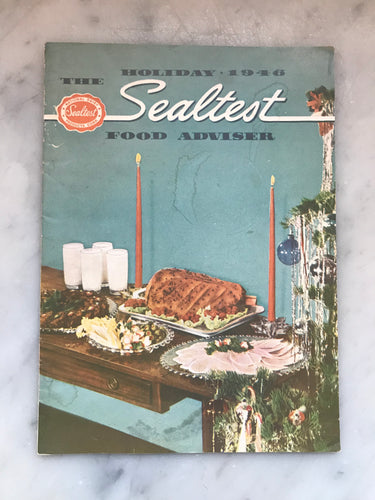 HOLIDAY · 1946
THE Sealtest
FOOD ADVISER
Sealtest